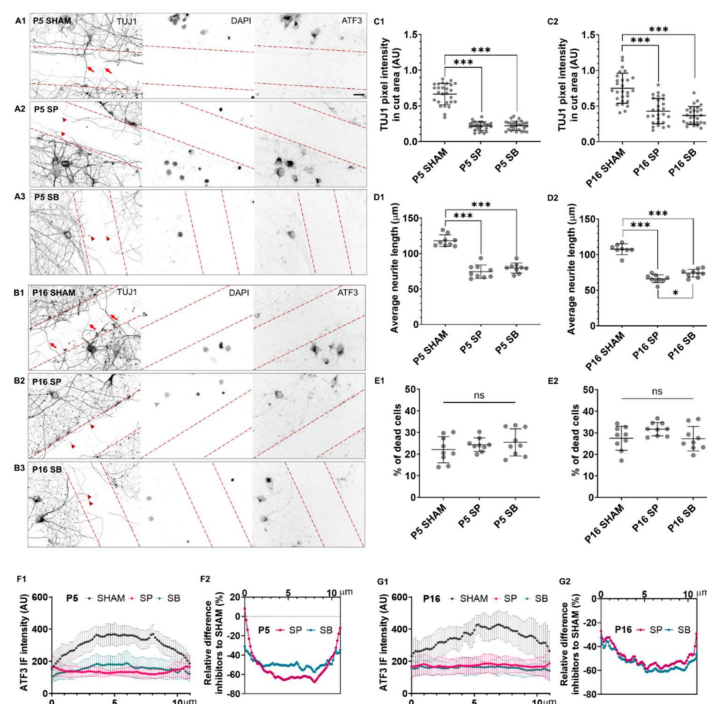 A1 P5 SHAM TUJ1 DAPI ATF3
A2 P5 SP
A3 P5 SB
B1 P16 SHAM TUJ1 DAPI ATF3
B2 P16 SP
B3 P16 SB
C1
TUJ1 pixel intensity
in cut area (AU)
1.5
1.0
0.5
0.0
***
***
P5 SHAM
P5 SP
P5 SB
C2
TUJ1 pixel intensity
in cut area (AU)
1.5
1.0
0.5
0.0
***
***
P16 SHAM
P16 SP
P16 SB
D1
Average neurite length (μm)
200
150
100
50
0
***
***
P5 SHAM
P5 SP
P5 SB
D2
Average neurite length (μm)
200
150
100
50
0
***
***
*
P16 SHAM
P16 SP
P16 SB
E1
% of dead cells
50
40
30
20
10
0
ns
P5 SHAM
P5 SP
P5 SB
E2
% of dead cells
50
40
30
20
10
0
ns
P16 SHAM
P16 SP
P16 SB
F1
P5 SHAM SP SB
ATF3 IF intensity (AU)
600
400
200
0
0 5 10 μm
F2
Relative difference
inhibitors to SHAM (%)
20
0
-20
-40
-60
-80
P5 SP SB
0 5 10
μm
G1
P16 SHAM SP SB
ATF3 IF intensity (AU)
600
400
200
0
0 5 10 μm
G2
Relative difference
inhibitors to SHAM (%)
0
-20
-40
-60
-80
P16 SP SB
0 5 10
μm